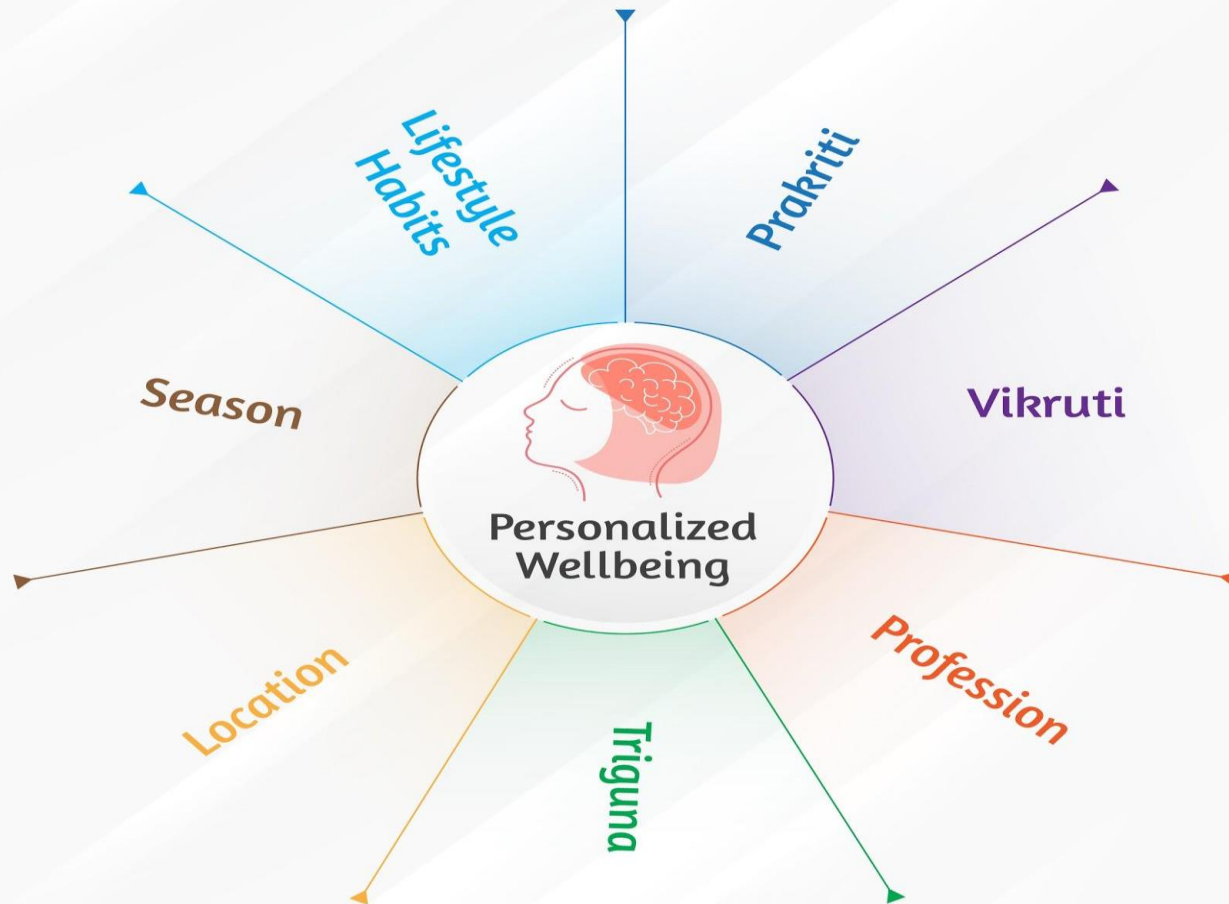 Lifestyle
Habits
Prakriti
Season
Vikruti
Personalized
Wellbeing
Location
Profession
Triguna